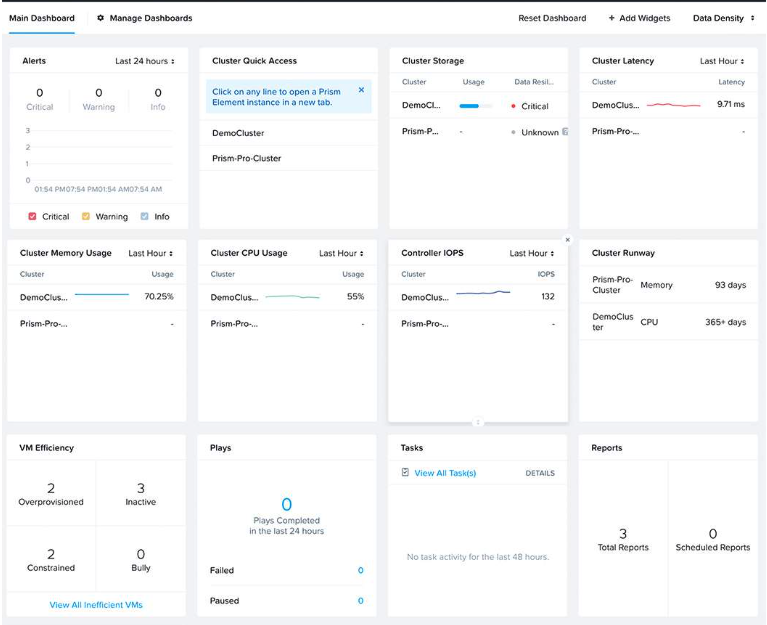 Main Dashboard
Manage Dashboards
Reset Dashboard
+ Add Widgets
Data Density
Alerts
Last 24 hours
0
Critical
0
Warning
0
Info
3
2
1
0
01:54 PM07:54 PM01:54 AM07:54 AM
Critical
Warning
Info
Cluster Quick Access
Click on any line to open a Prism
Element instance in a new tab.
DemoCluster
Prism-Pro-Cluster
Cluster Storage
Cluster Usage Data Resil...
DemoCl... Critical
Prism-P... - Unknown
Cluster Latency
Last Hour
Cluster Latency
DemoClus... 9.71 ms
Prism-Pro-... -
Cluster Memory Usage
Last Hour
Cluster Usage
DemoClus... 70.25%
Prism-Pro-... -
Cluster CPU Usage
Last Hour
Cluster Usage
DemoClus... 55%
Prism-Pro-... -
Controller IOPS
Last Hour
Cluster IOPS
DemoClus... 132
Prism-Pro-... -
Cluster Runway
Prism-Pro-
Cluster
Memory
93 days
DemoClus
ter
CPU
365+ days
VM Efficiency
2
Overprovisioned
3
Inactive
2
Constrained
0
Bully
View All Inefficient VMs
Plays
0
Plays Completed
in the last 24 hours
Failed 0
Paused 0
Tasks
View All Task(s)
DETAILS
No task activity for the last 48 hours.
Reports
3
Total Reports
0
Scheduled Reports